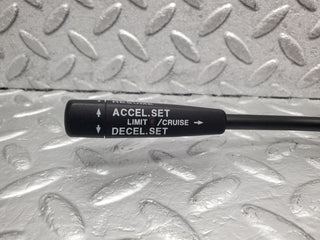 ACCEL.SET
LIMIT /CRUISE →
DECEL.SET